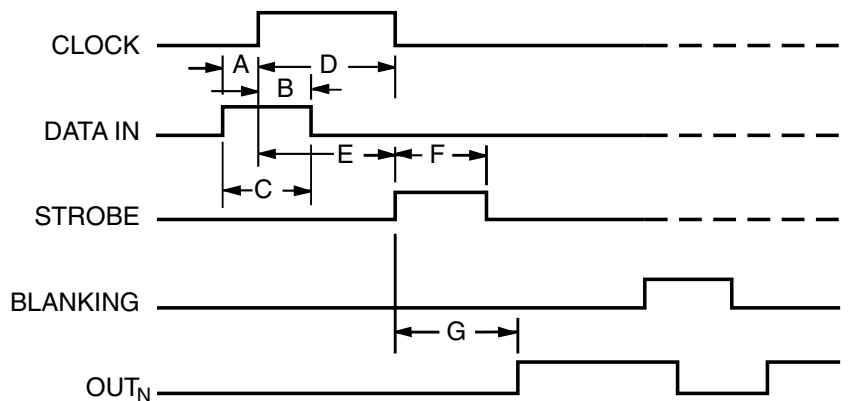 CLOCK
A
D
B
DATA IN
E
F
C
STROBE
BLANKING
G
OUTN